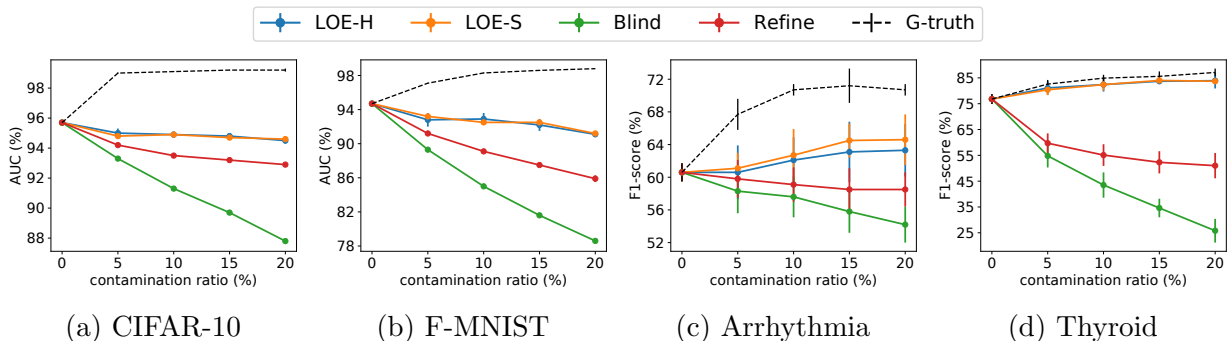 LOE-H LOE-S Blind Refine G-truth
AUC (%)
98
96
94
92
90
88
0 5 10 15 20
contamination ratio (%)
(a) CIFAR-10
AUC (%)
98
94
90
86
82
78
0 5 10 15 20
contamination ratio (%)
(b) F-MNIST
F1-score (%)
72
68
64
60
56
52
0 5 10 15 20
contamination ratio (%)
(c) Arrhythmia
F1-score (%)
85
75
65
55
45
35
25
0 5 10 15 20
contamination ratio (%)
(d) Thyroid